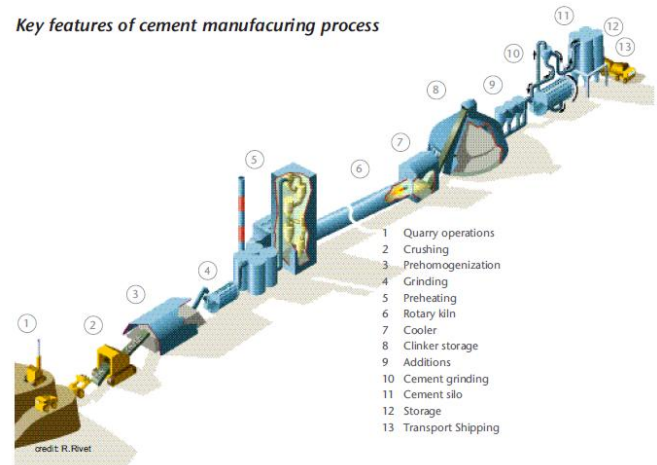 Key features of cement manufacuring process
11
12
13
10
9
8
7
6
5
4
3
2
1
1 Quarry operations
2 Crushing
3 Prehomogenization
4 Grinding
5 Preheating
6 Rotary kiln
7 Cooler
8 Clinker storage
9 Additions
10 Cement grinding
11 Cement silo
12 Storage
13 Transport Shipping
credit: R.Rivet